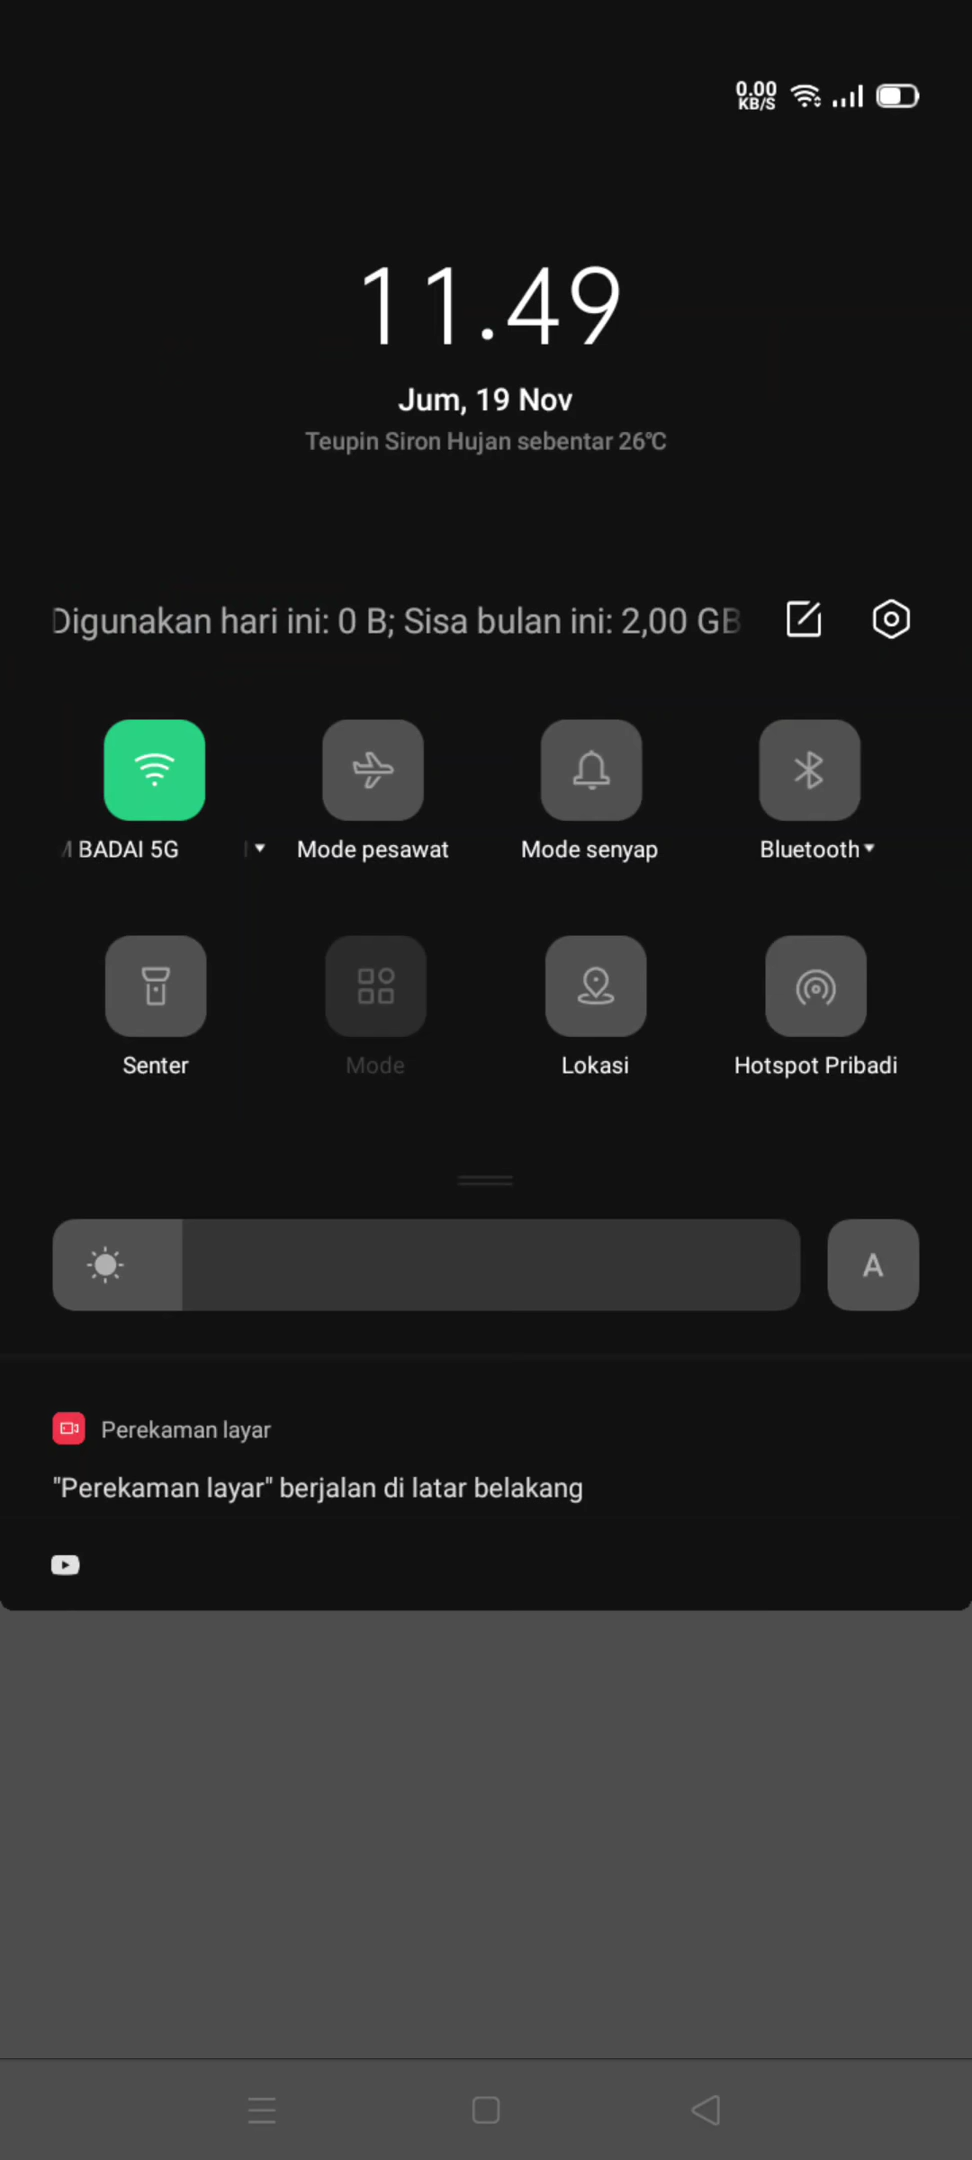 0.00
KB/S
11.49
Jum, 19 Nov
Teupin Siron Hujan sebentar 26℃
Digunakan hari ini: 0 B; Sisa bulan ini: 2,00 GB
BADAI 5G
Mode pesawat
Mode senyap
Bluetooth
Senter
Mode
Lokasi
Hotspot Pribadi
A
Perekaman layar
"Perekaman layar" berjalan di latar belakang